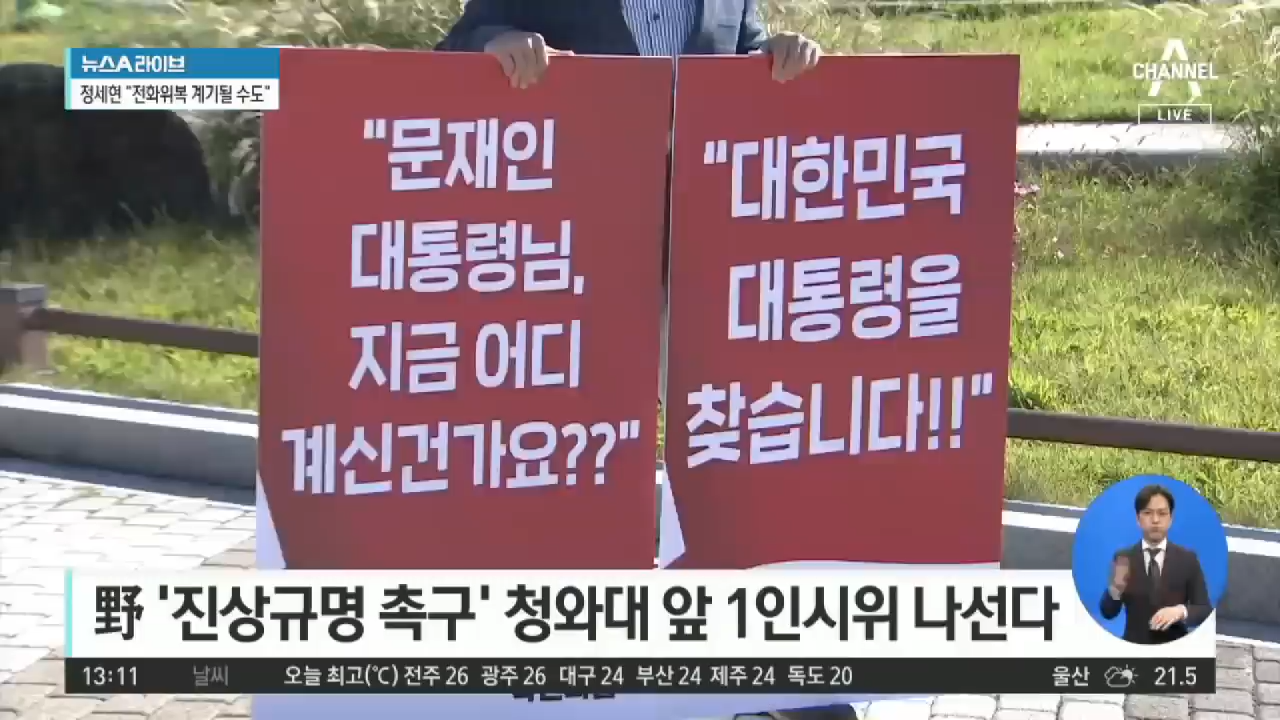 뉴스A 라이브
정세현 "전화위복 계기될 수도"
CHANNEL A
LIVE
"문재인
대통령님,
지금 어디
계신건가요??"
"대한민국
대통령을
찾습니다!!"
野 '진상규명 촉구' 청와대 앞 1인시위 나선다
13:11 날씨 오늘 최고(℃) 전주 26 광주 26 대구 24 부산 24 제주 24 독도 20 울산 21.5